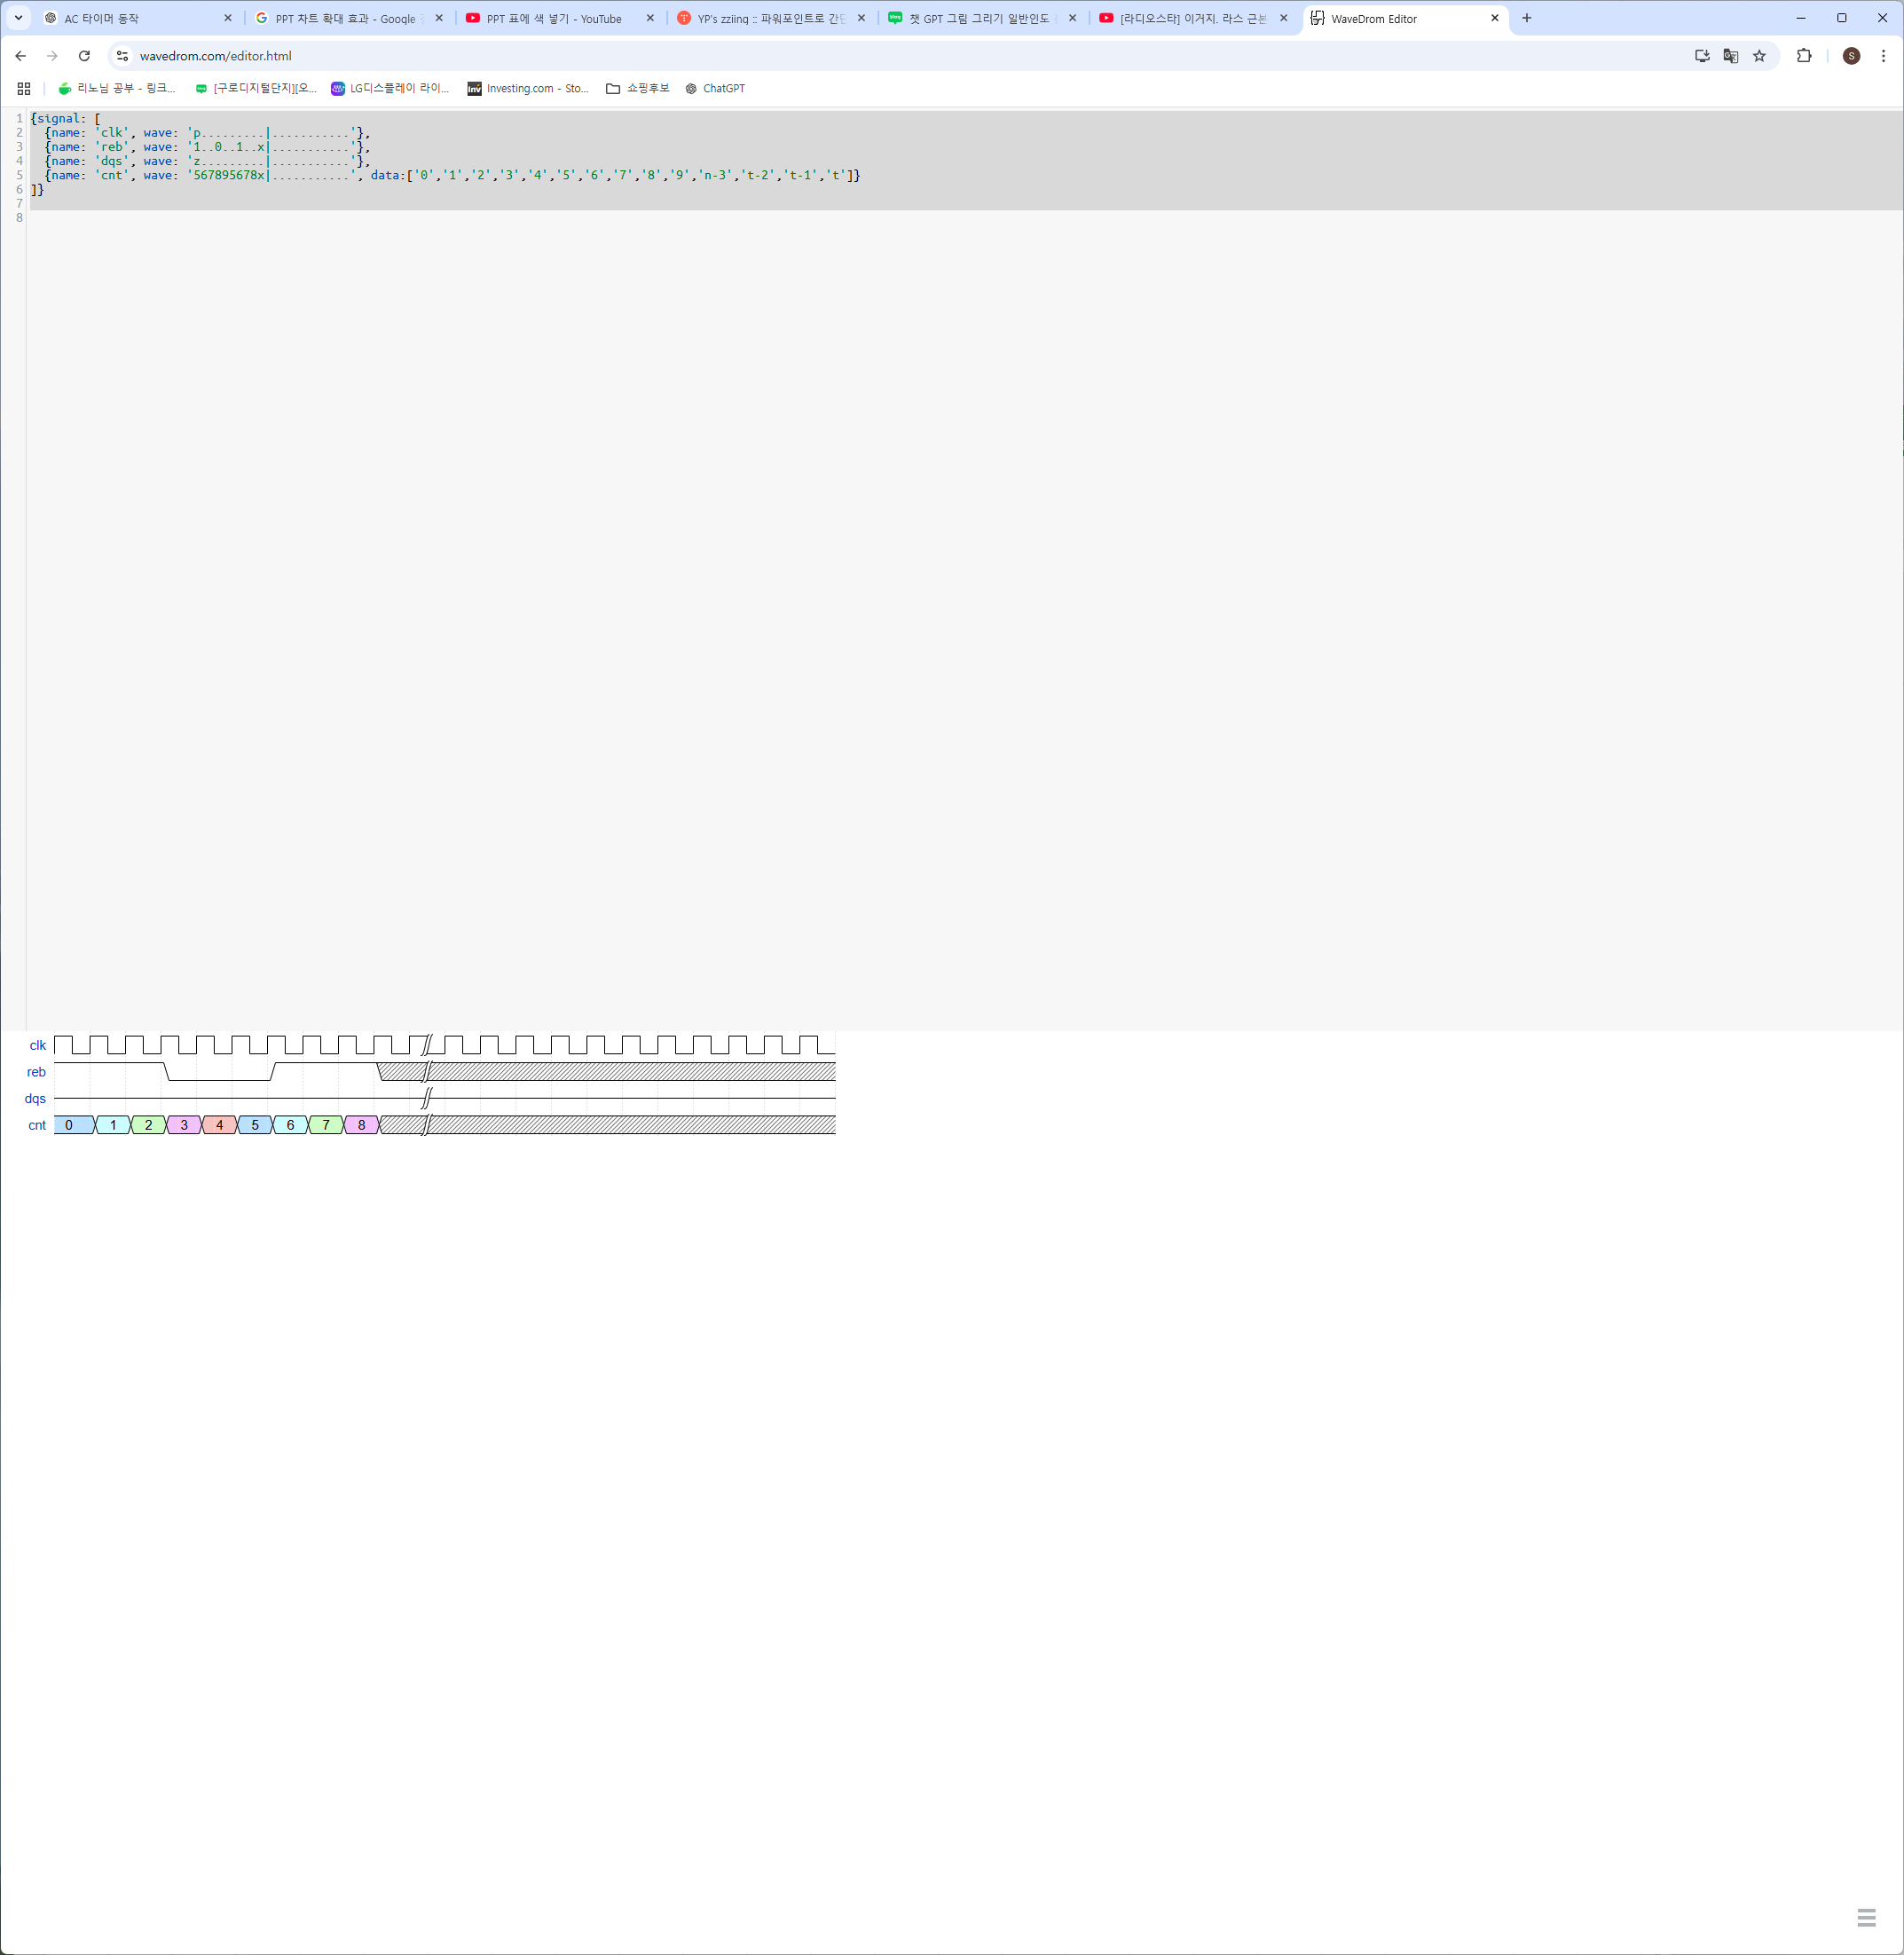 AC 타이머 동작
PPT 차트 확대 효과 - Google
PPT 표에 색 넣기 - YouTube
YP's zziinq :: 파워포인트로 간단
챗 GPT 그림 그리기 일반인도
[라디오스타] 이거지. 라스 근본
WaveDrom Editor
wavedrom.com/editor.html
S
리노님 공부 - 링크...
[구로디지털단지][오...
LG디스플레이 라이...
Investing.com - Sto...
쇼핑후보
ChatGPT
1 {signal: [
2 {name: 'clk', wave: 'p.........|...........'},
3 {name: 'reb', wave: '1..0..1..x|...........'},
4 {name: 'dqs', wave: 'z.........|...........'},
5 {name: 'cnt', wave: '567895678x|...........', data:['0','1','2','3','4','5','6','7','8','9','n-3','t-2','t-1','t']}
6 ]}
7
8
clk
reb
dqs
cnt 0 1 2 3 4 5 6 7 8